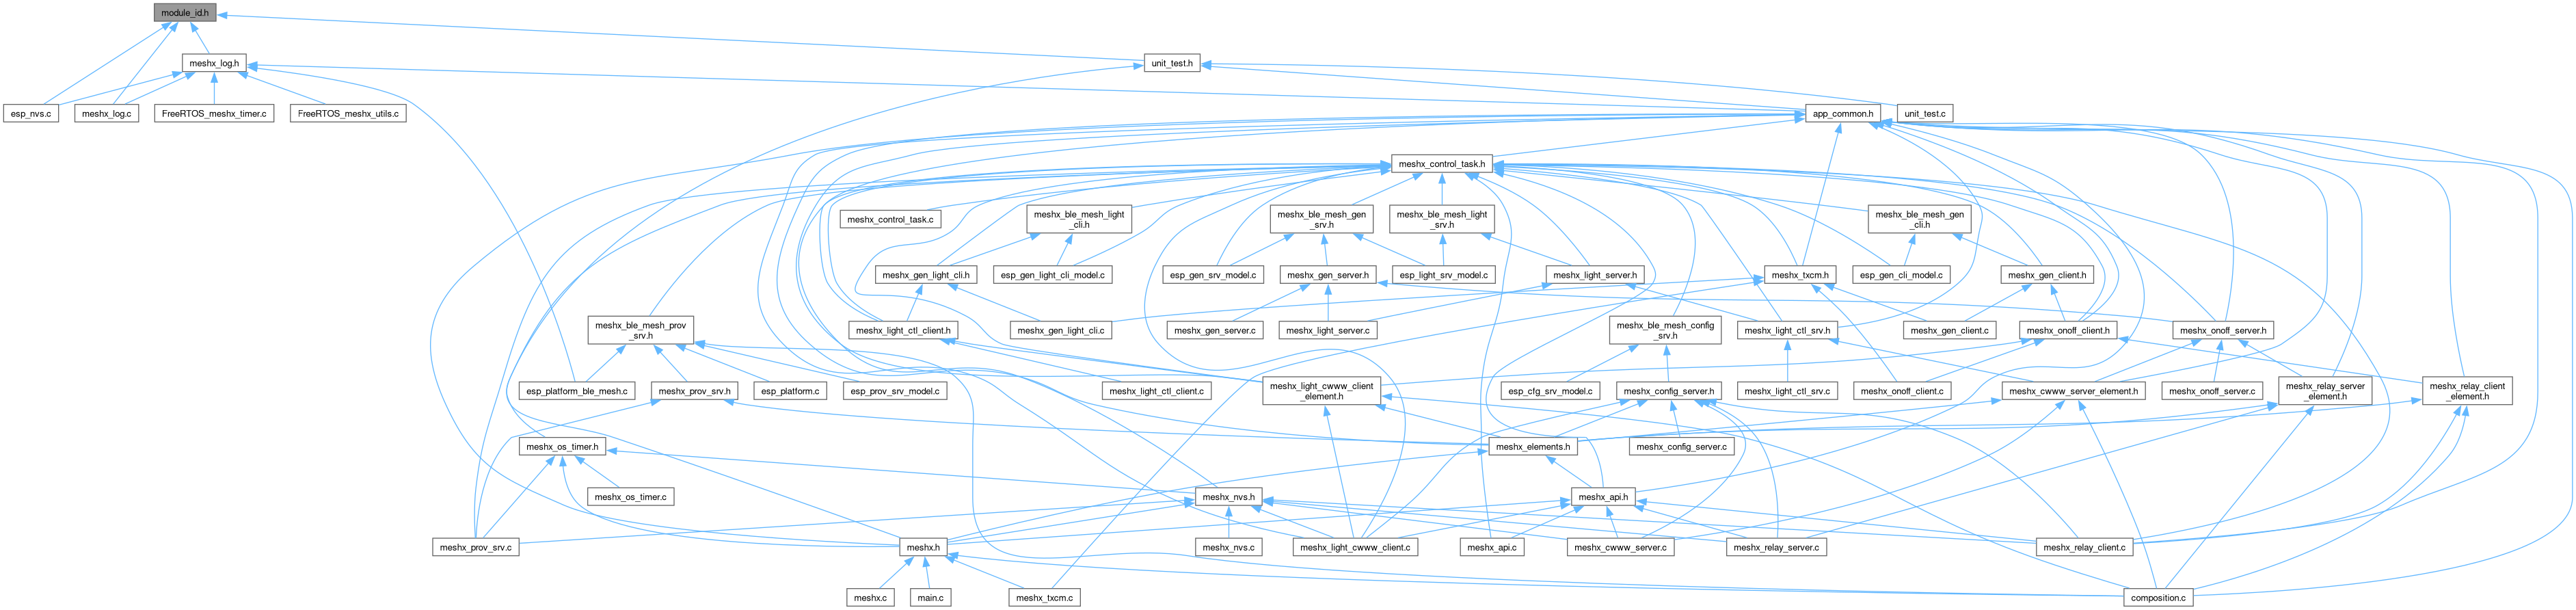 module_id.h
meshx_log.h
unit_test.h
esp_nvs.c
meshx_log.c
FreeRTOS_meshx_timer.c
FreeRTOS_meshx_utils.c
app_common.h
unit_test.c
meshx_control_task.h
meshx_control_task.c
meshx_ble_mesh_light
_cli.h
meshx_ble_mesh_gen
_srv.h
meshx_ble_mesh_light
_srv.h
meshx_ble_mesh_gen
_cli.h
meshx_gen_light_cli.h
esp_gen_light_cli_model.c
esp_gen_srv_model.c
meshx_gen_server.h
esp_light_srv_model.c
meshx_light_server.h
meshx_txcm.h
esp_gen_cli_model.c
meshx_gen_client.h
meshx_ble_mesh_prov
_srv.h
meshx_light_ctl_client.h
meshx_gen_light_cli.c
meshx_gen_server.c
meshx_light_server.c
meshx_ble_mesh_config
_srv.h
meshx_light_ctl_srv.h
meshx_gen_client.c
meshx_onoff_client.h
meshx_onoff_server.h
esp_platform_ble_mesh.c
meshx_prov_srv.h
esp_platform.c
esp_prov_srv_model.c
meshx_light_ctl_client.c
meshx_light_cwww_client
_element.h
esp_cfg_srv_model.c
meshx_config_server.h
meshx_light_ctl_srv.c
meshx_onoff_client.c
meshx_cwww_server_element.h
meshx_onoff_server.c
meshx_relay_server
_element.h
meshx_relay_client
_element.h
meshx_os_timer.h
meshx_elements.h
meshx_config_server.c
meshx_os_timer.c
meshx_nvs.h
meshx_api.h
meshx_prov_srv.c
meshx.h
meshx_nvs.c
meshx_light_cwww_client.c
meshx_api.c
meshx_cwww_server.c
meshx_relay_server.c
meshx_relay_client.c
meshx.c
main.c
meshx_txcm.c
composition.c